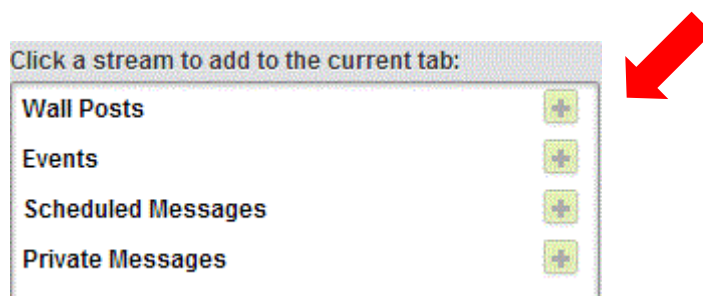 Click a stream to add to the current tab:
Wall Posts
Events
Scheduled Messages
Private Messages